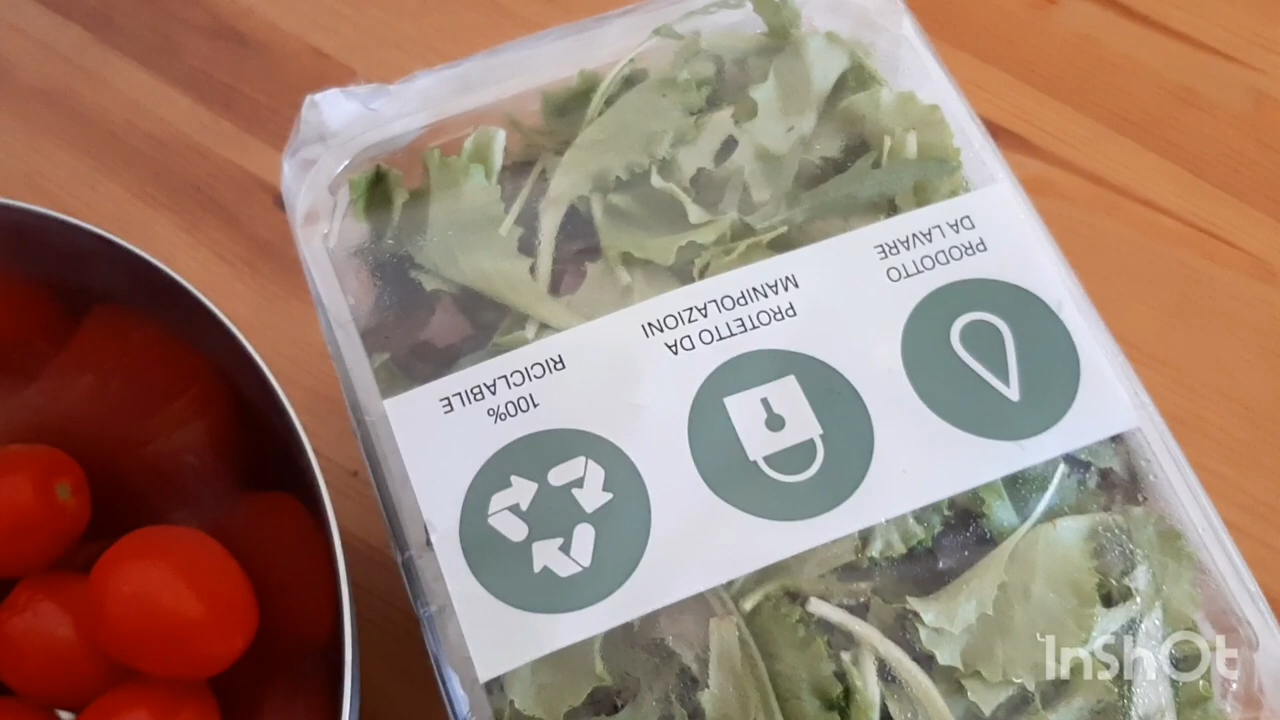 PRODOTTO
DA LAVARE
PROTETTO DA
MANIPOLAZIONI
100%
RICICLABILE
InShOt